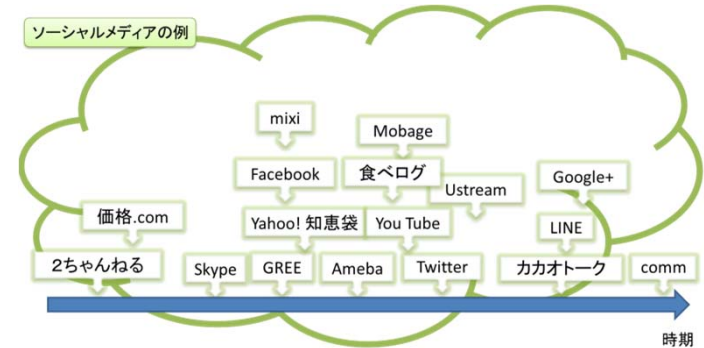 ソーシャルメディアの例
mixi
Mobage
Facebook
食べログ
Ustream
Google+
価格.com
Yahoo! 知恵袋
You Tube
LINE
2ちゃんねる
Skype
GREE
Ameba
Twitter
カカオトーク
comm
時期